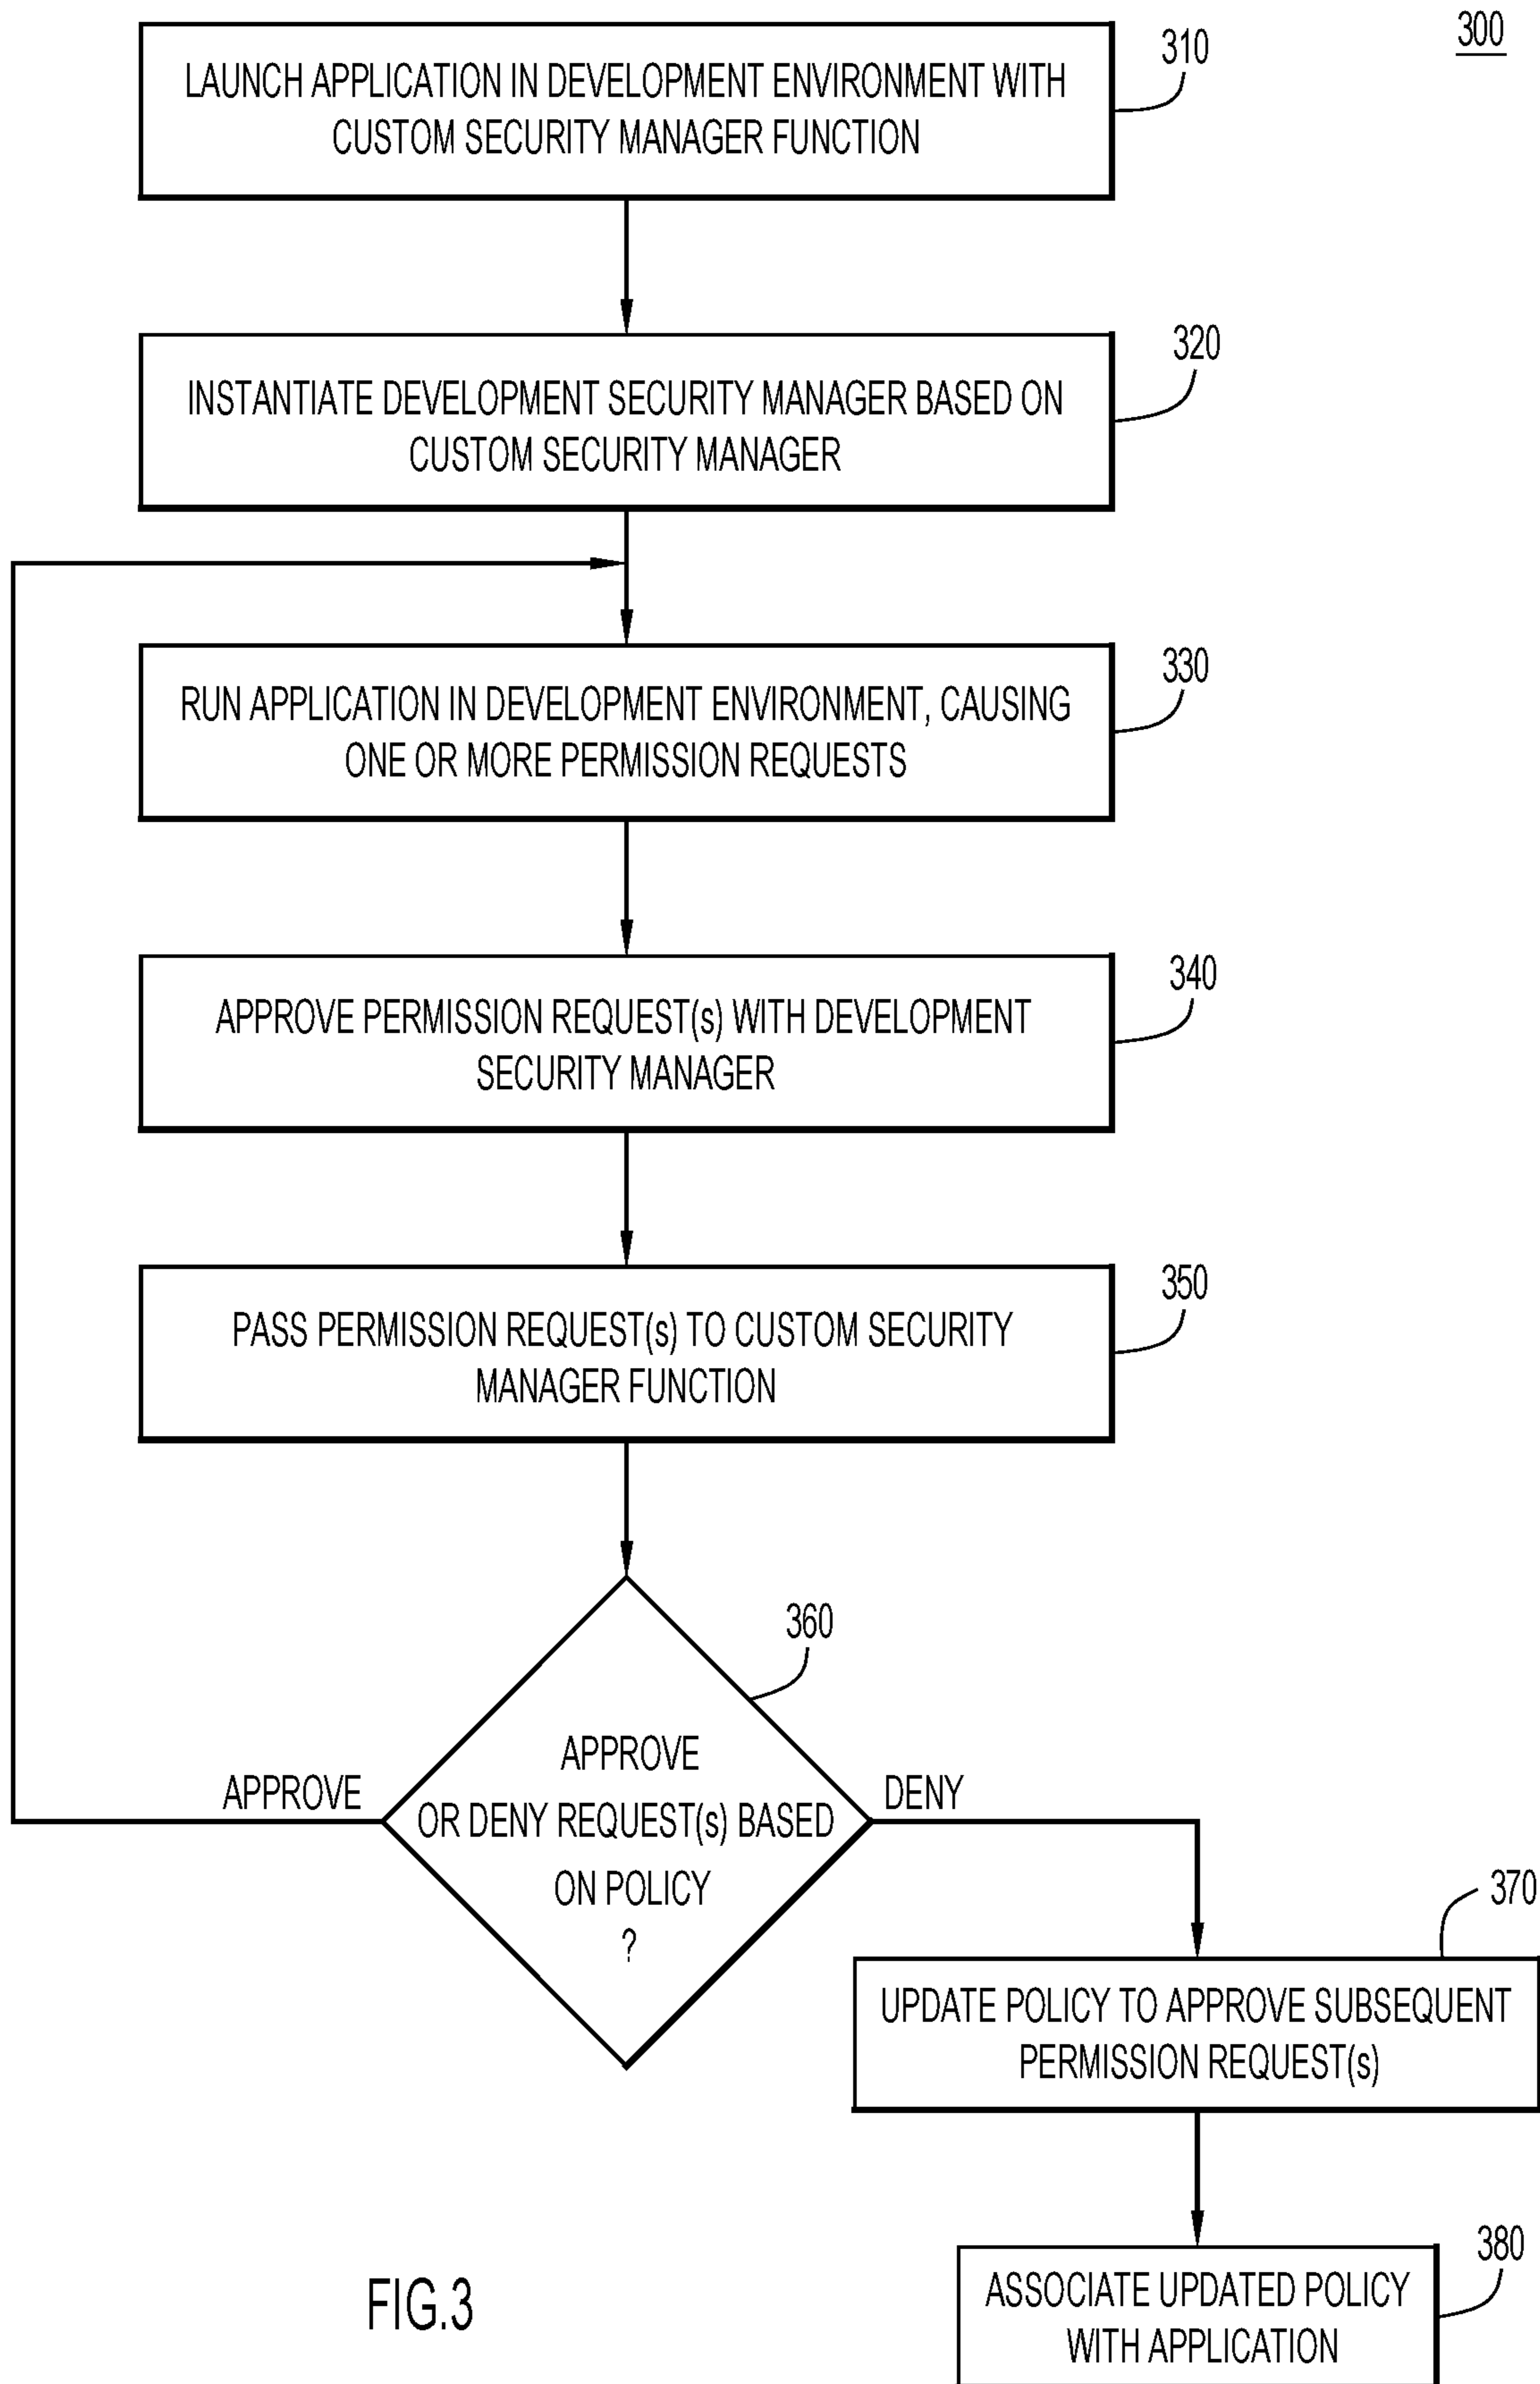 300
310
LAUNCH APPLICATION IN DEVELOPMENT ENVIRONMENT WITH
CUSTOM SECURITY MANAGER FUNCTION
320
INSTANTIATE DEVELOPMENT SECURITY MANAGER BASED ON
CUSTOM SECURITY MANAGER
330
RUN APPLICATION IN DEVELOPMENT ENVIRONMENT, CAUSING
ONE OR MORE PERMISSION REQUESTS
340
APPROVE PERMISSION REQUEST(s) WITH DEVELOPMENT
SECURITY MANAGER
350
PASS PERMISSION REQUEST(s) TO CUSTOM SECURITY
MANAGER FUNCTION
360
APPROVE
OR DENY REQUEST(s) BASED
ON POLICY
?
APPROVE
DENY
370
UPDATE POLICY TO APPROVE SUBSEQUENT
PERMISSION REQUEST(s)
380
ASSOCIATE UPDATED POLICY
WITH APPLICATION
FIG.3